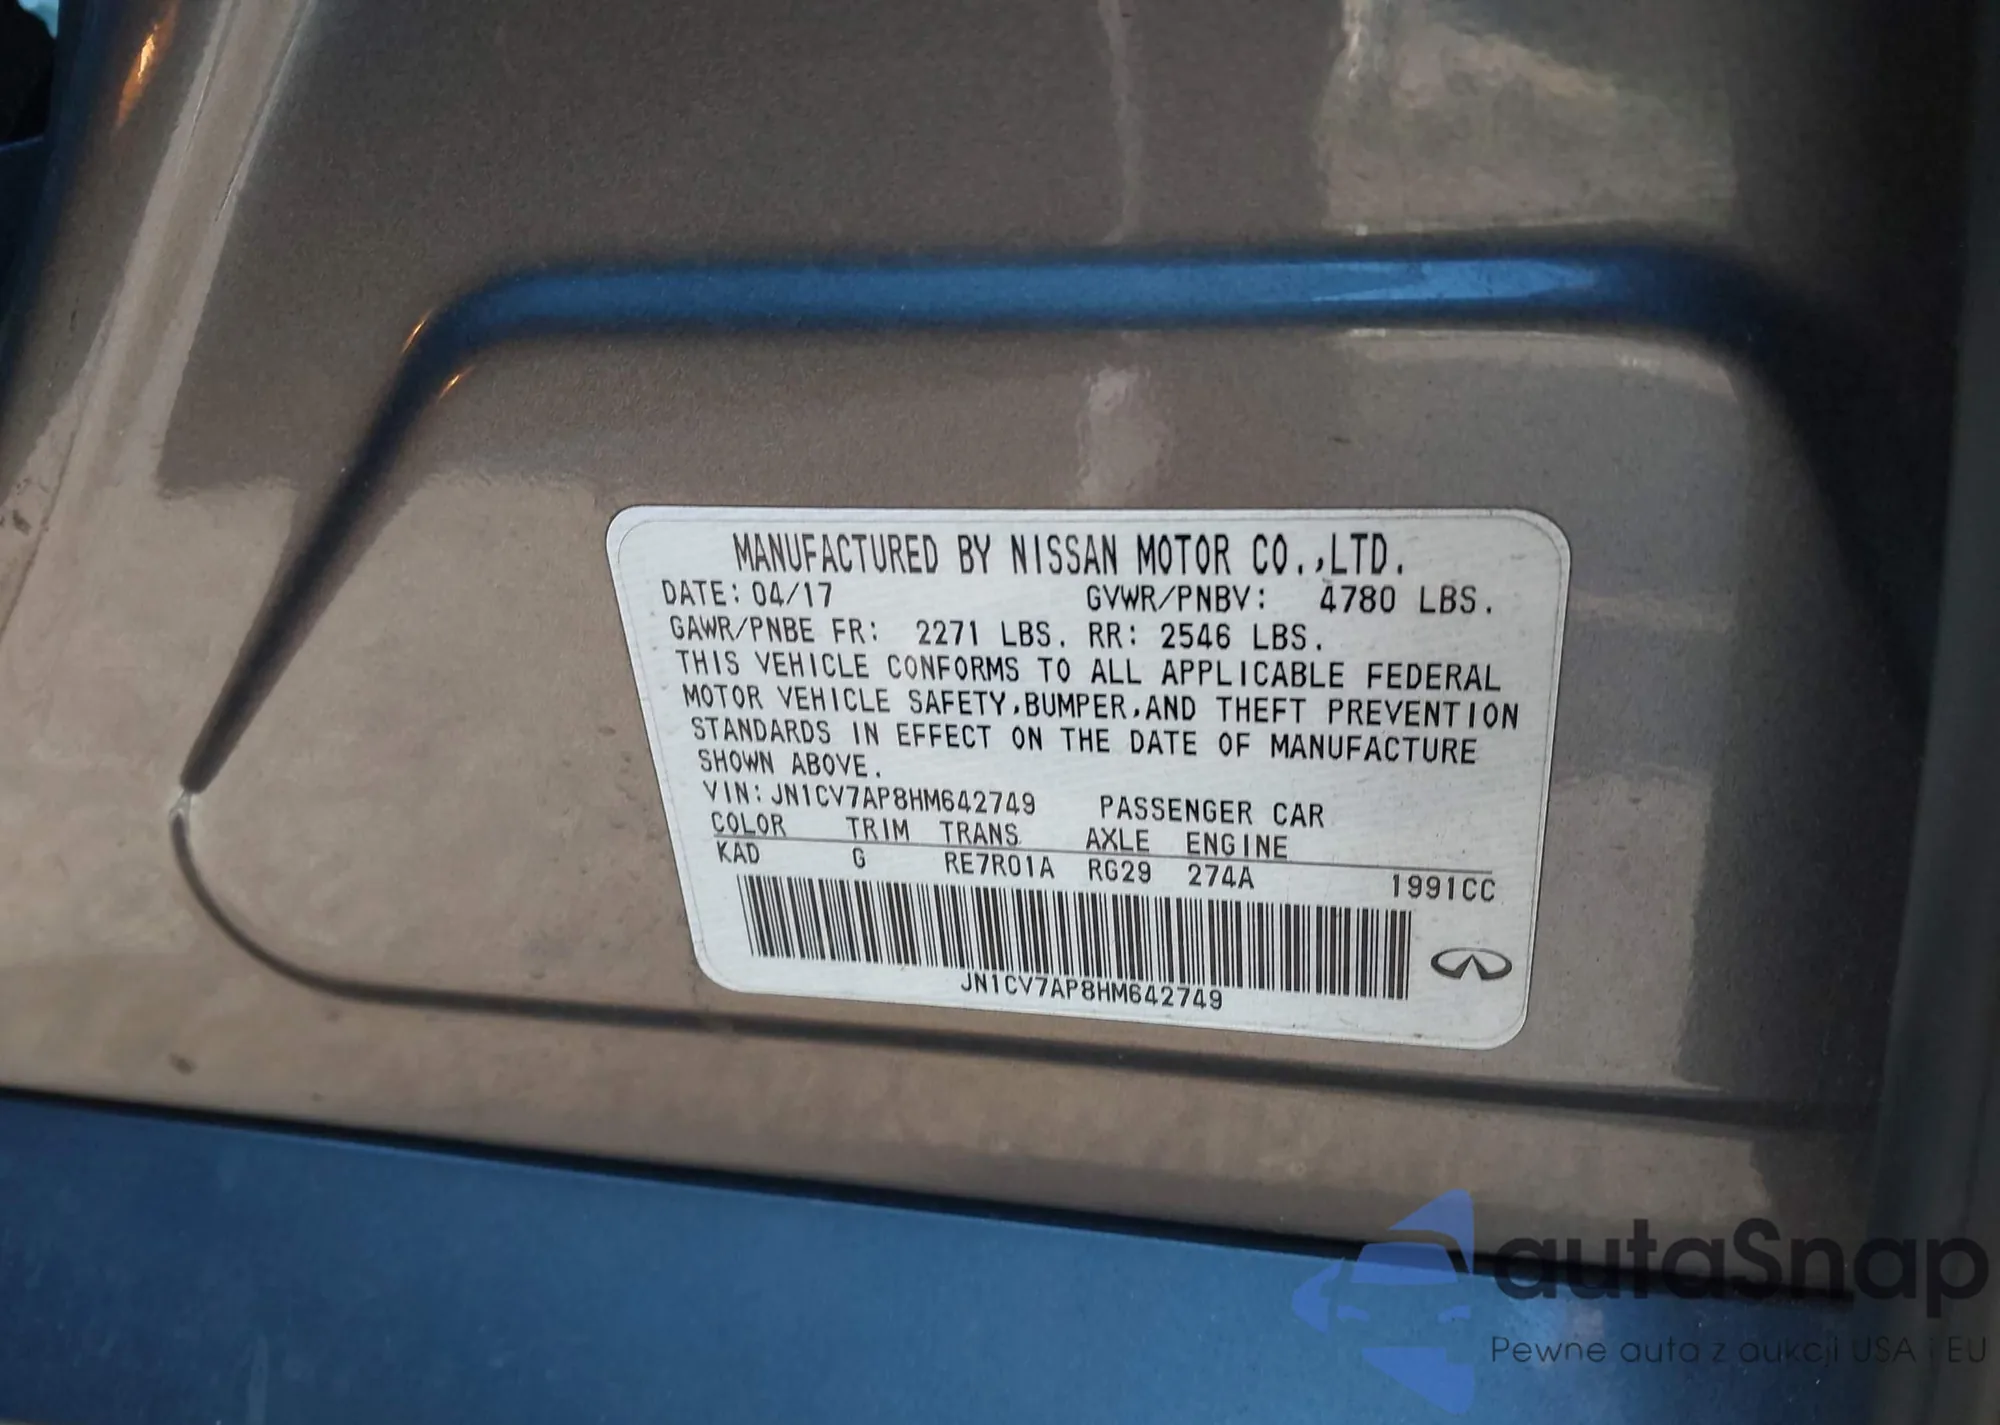 MANUFACTURED BY NISSAN MOTOR CO.,LTD.
DATE: 04/17 GVWR/PNBV: 4780 LBS.
GAWR/PNBE FR: 2271 LBS. RR: 2546 LBS.
THIS VEHICLE CONFORMS TO ALL APPLICABLE FEDERAL
MOTOR VEHICLE SAFETY,BUMPER,AND THEFT PREVENTION
STANDARDS IN EFFECT ON THE DATE OF MANUFACTURE
SHOWN ABOVE.
VIN: JN1CV7AP8HM642749 PASSENGER CAR
COLOR TRIM TRANS AXLE ENGINE
KAD G RE7R01A RG29 274A 1991CC
JN1CV7AP8HM642749
autaSnap
Pewne auta z aukcji USA i EU